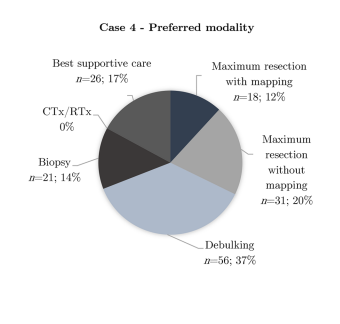 Case 4 - Preferred modality
Best supportive care
n=26; 17%
Maximum resection
with mapping
n=18; 12%
CTx/RTx
0%
Maximum
resection
without
mapping
n=31; 20%
Biopsy
n=21; 14%
Debulking
n=56; 37%